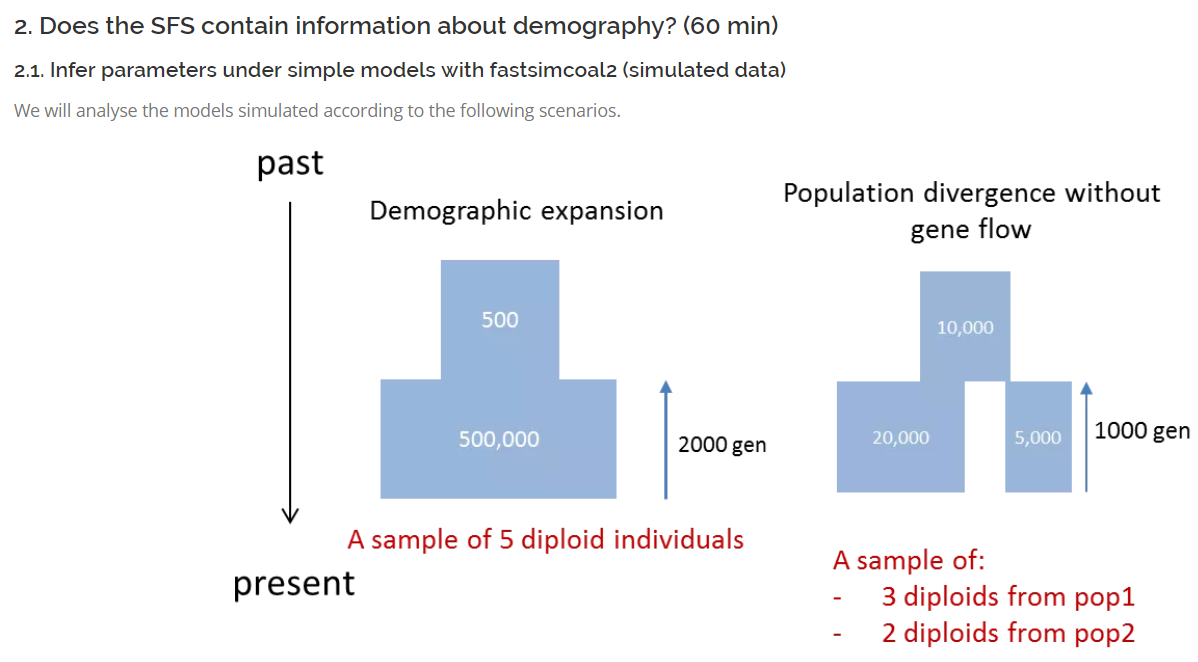 2. Does the SFS contain information about demography? (60 min)
2.1. Infer parameters under simple models with fastsimcoal2 (simulated data)
We will analyse the models simulated according to the following scenarios.
past
Demographic expansion
500
500,000
2000 gen
A sample of 5 diploid individuals
present
Population divergence without
gene flow
10,000
20,000
5,000
1000 gen
A sample of:
- 3 diploids from pop1
- 2 diploids from pop2